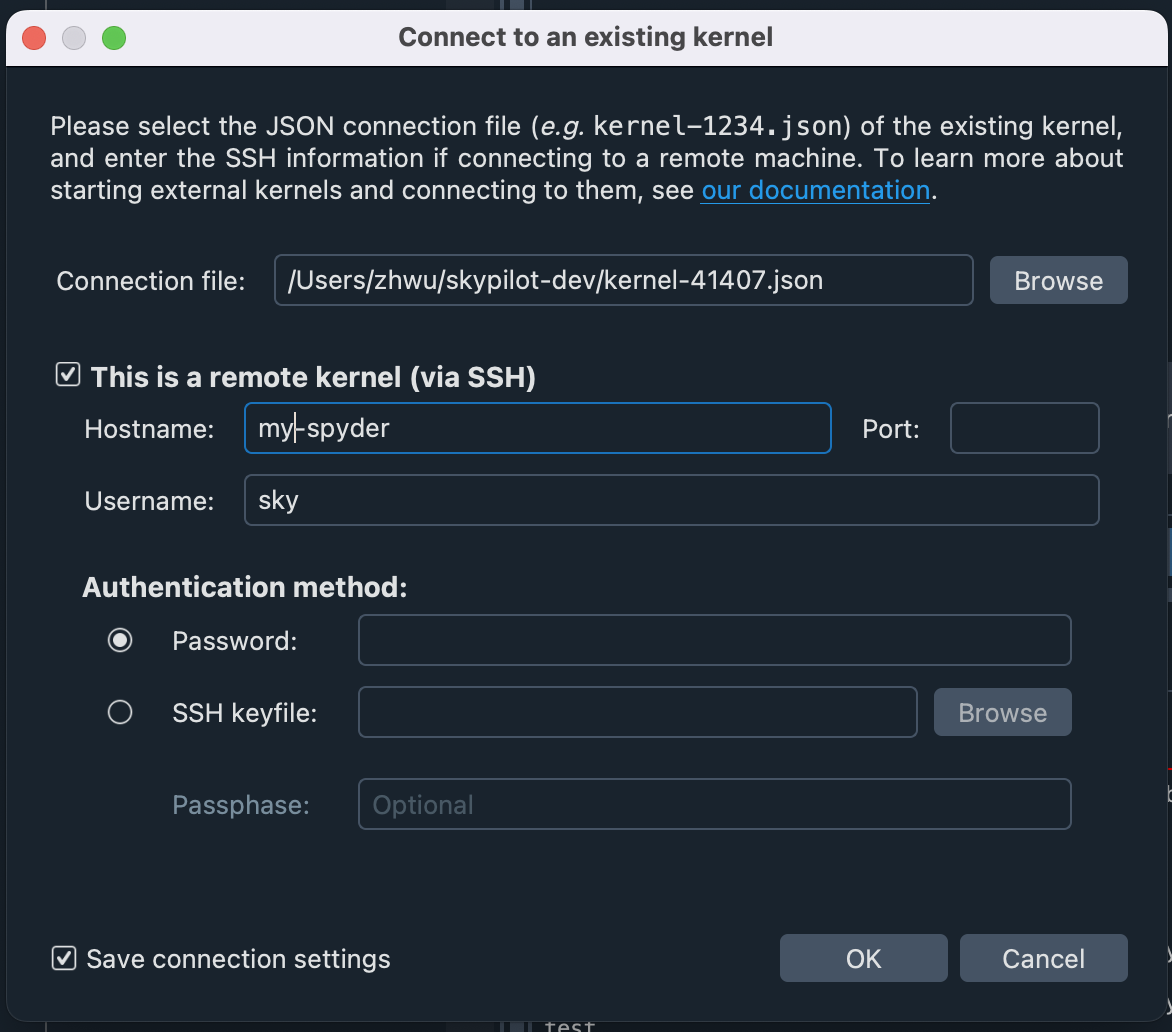 Connect to an existing kernel
Please select the JSON connection file (e.g. kernel-1234.json) of the existing kernel,
and enter the SSH information if connecting to a remote machine. To learn more about
starting external kernels and connecting to them, see our documentation.
Connection file: /Users/zhwu/skypilot-dev/kernel-41407.json Browse
This is a remote kernel (via SSH)
Hostname: my-spyder Port:
Username: sky
Authentication method:
Password:
SSH keyfile: Browse
Passphase: Optional
Save connection settings OK Cancel
test